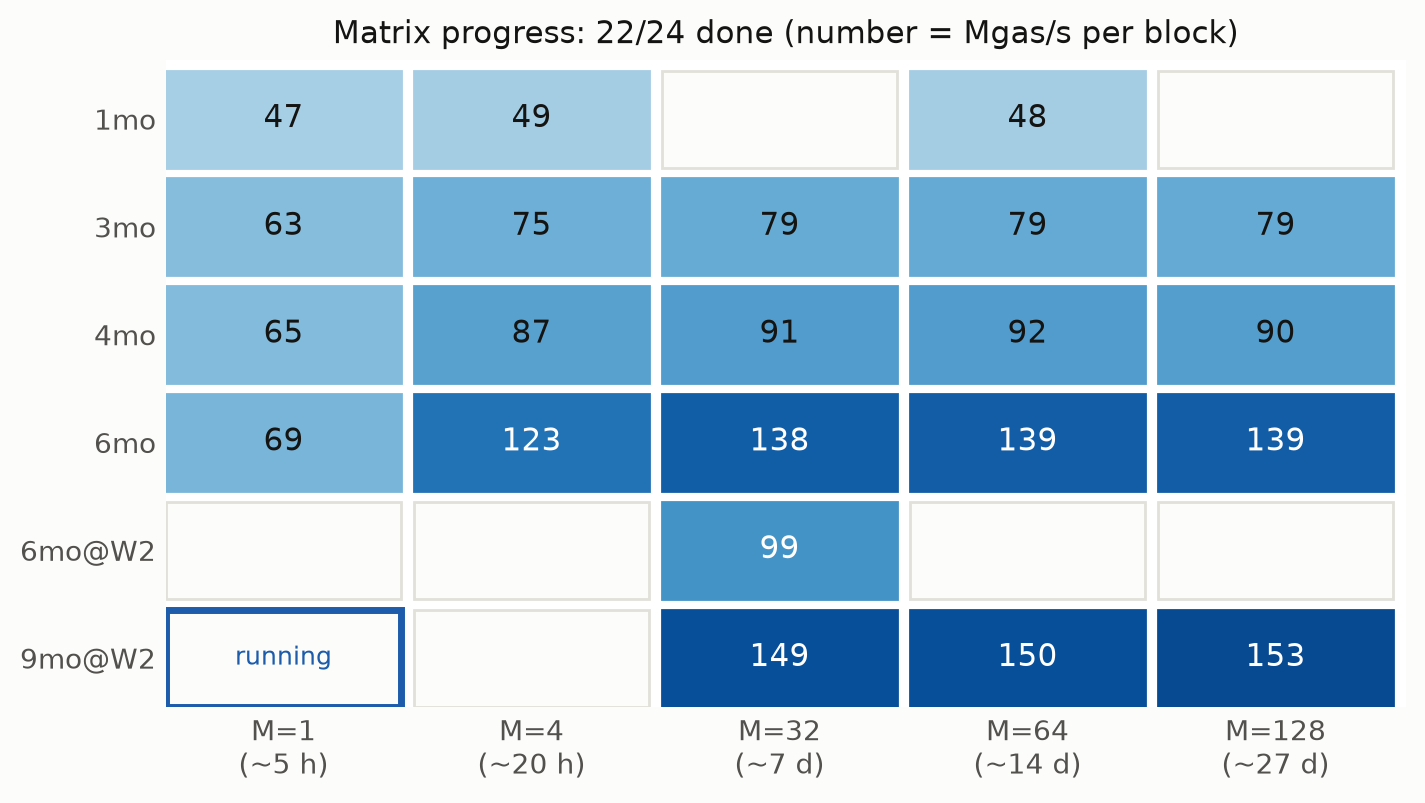 Matrix progress: 22/24 done (number = Mgas/s per block)
1mo 47 49 48
3mo 63 75 79 79 79
4mo 65 87 91 92 90
6mo 69 123 138 139 139
6mo@W2 99
9mo@W2 running 149 150 153
M=1 M=4 M=32 M=64 M=128
(~5 h) (~20 h) (~7 d) (~14 d) (~27 d)